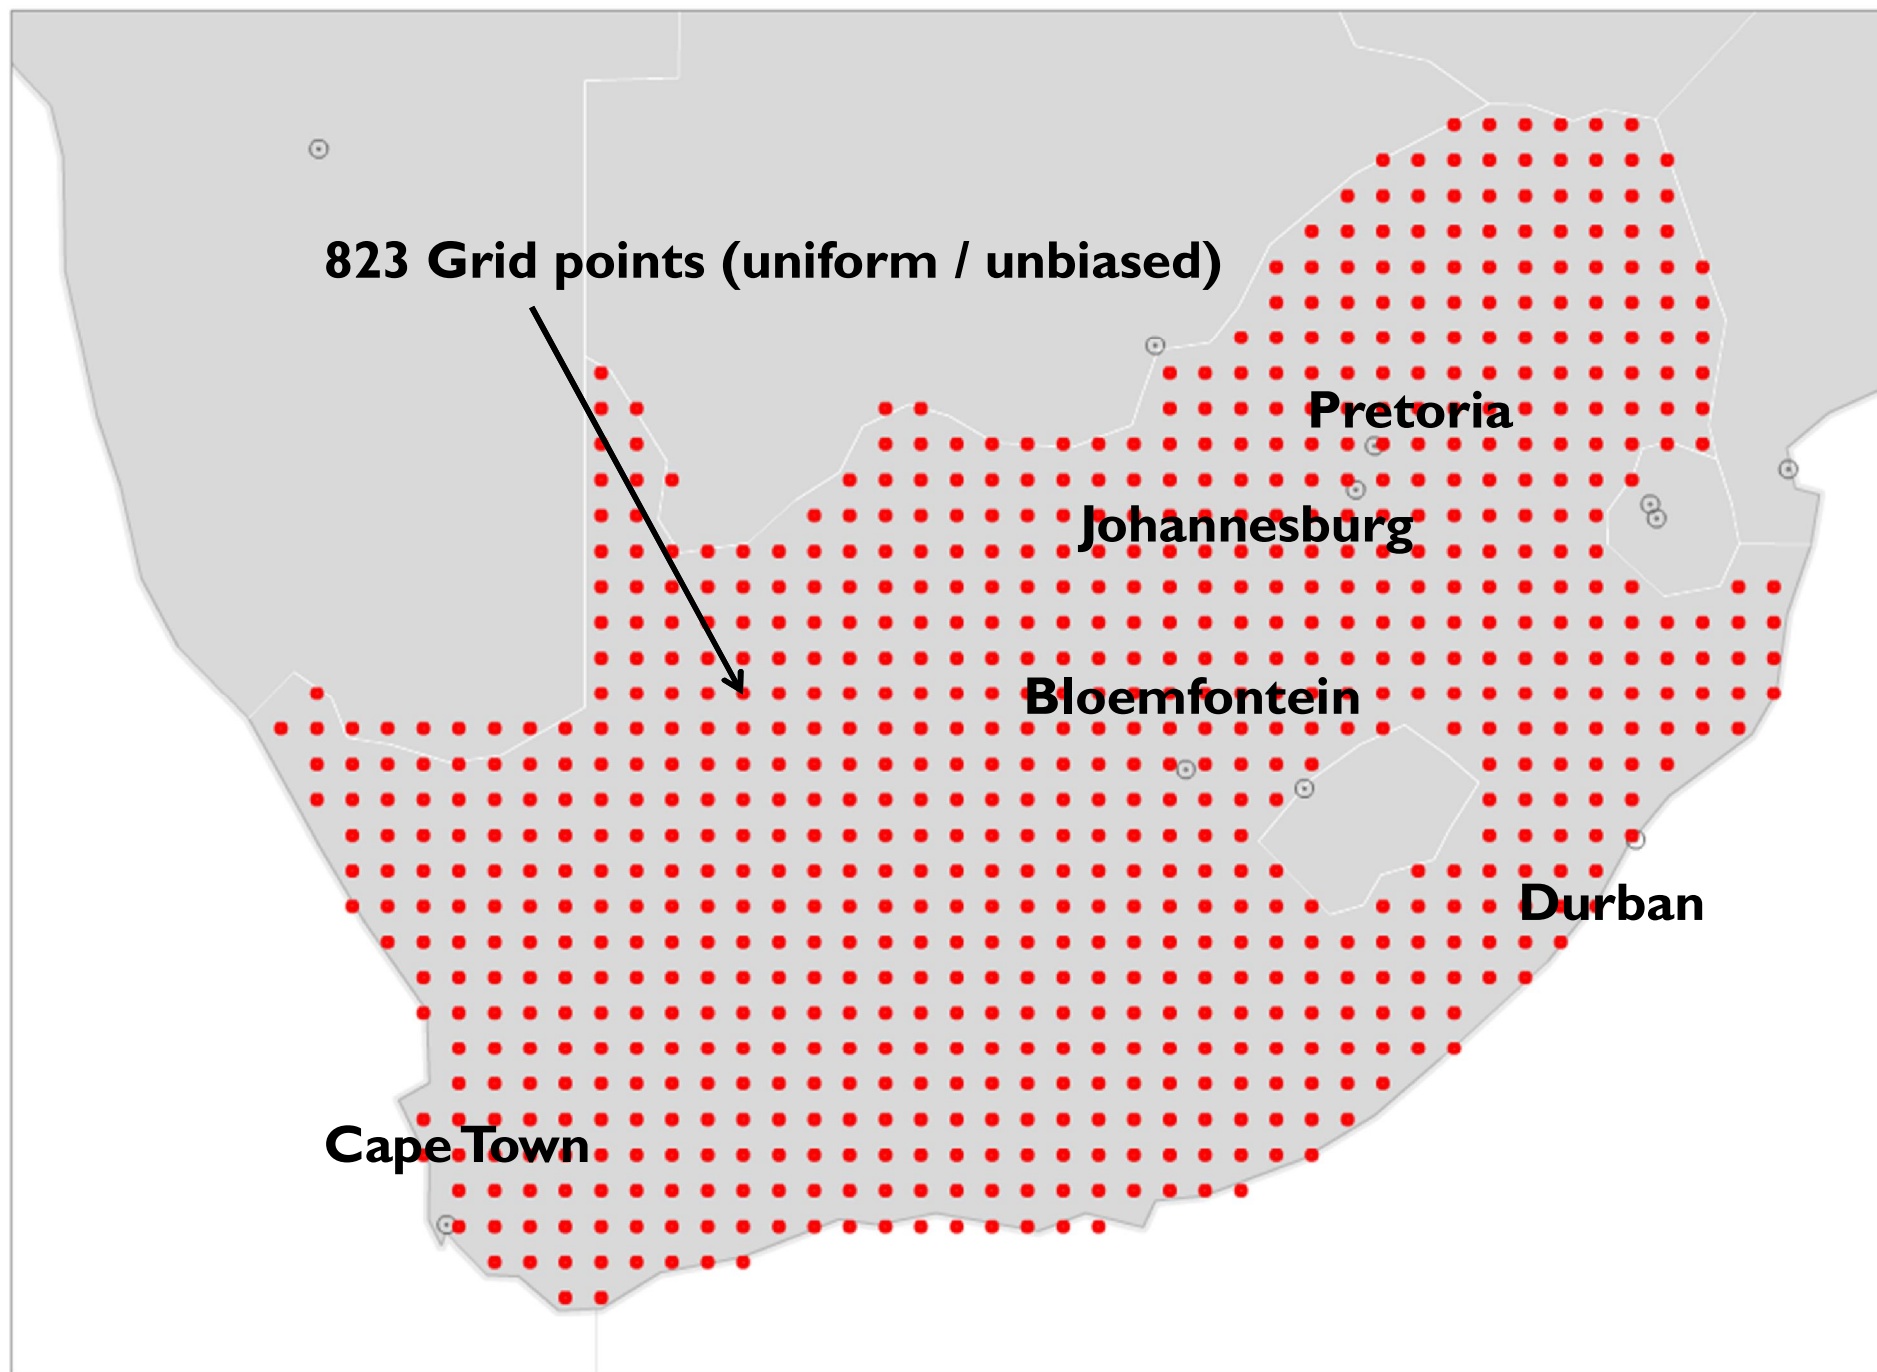 823 Grid points (uniform / unbiased)
Pretoria
Johannesburg
Bloemfontein
Durban
Cape Town